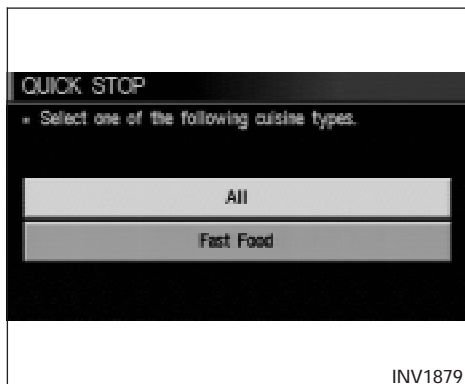 QUICK STOP
• Select one of the following cuisine types.
All
Fast Food
INV1879